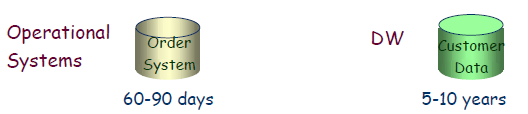 Operational
Systems
Order
System
60-90 days
DW
Customer
Data
5-10 years